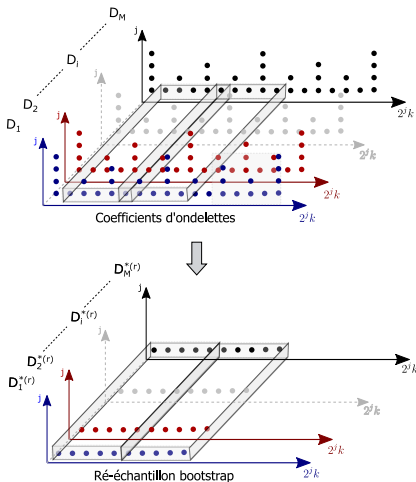 D_M
D_i
D_2
D_1
j
j
j
j
2^j k
2^j k
2^j k
2^j k
Coefficients d'ondelettes
D_M^{*(r)}
D_i^{*(r)}
D_2^{*(r)}
D_1^{*(r)}
j
j
j
j
2^j k
2^j k
2^j k
2^j k
Ré-échantillon bootstrap